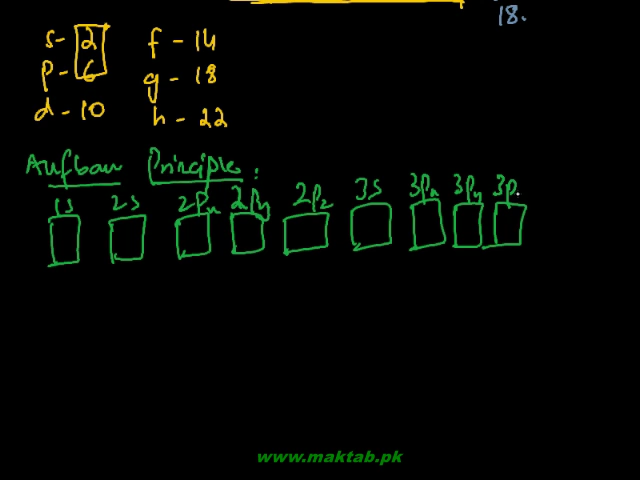 18.
s - 2 f - 14
p - 6 g - 18
d - 10 h - 22
Aufbau Principle:
1s 2s 2Px 2Py 2Pz 3s 3Px 3Py 3P
www.maktab.pk